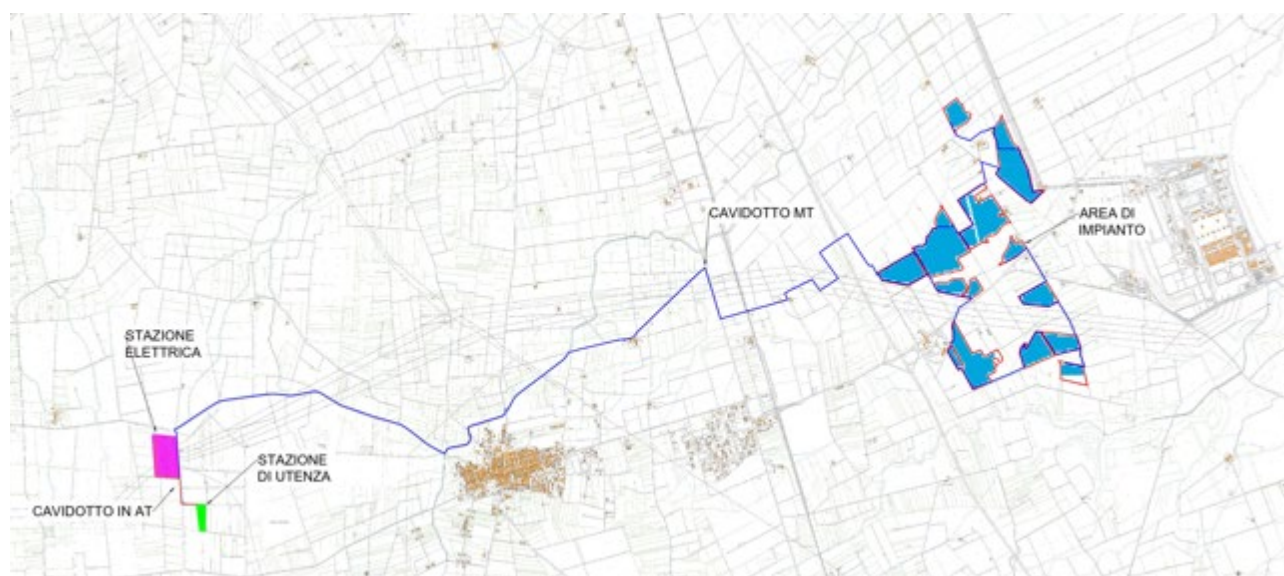 CAVIDOTTO MT
AREA DI
IMPIANTO
STAZIONE
ELETTRICA
STAZIONE
DI UTENZA
CAVIDOTTO IN AT